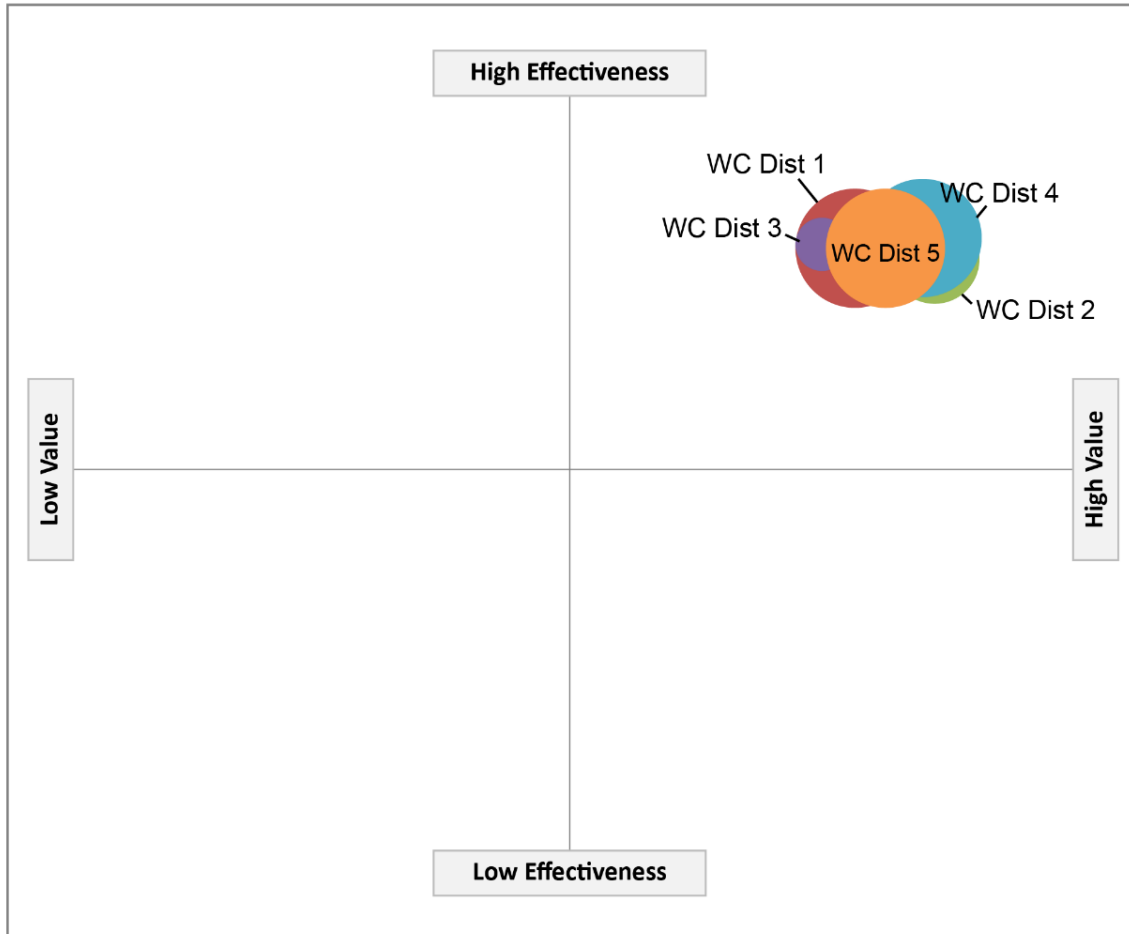 High Effectiveness
WC Dist 1
WC Dist 4
WC Dist 3
WC Dist 5
WC Dist 2
Low Value
High Value
Low Effectiveness